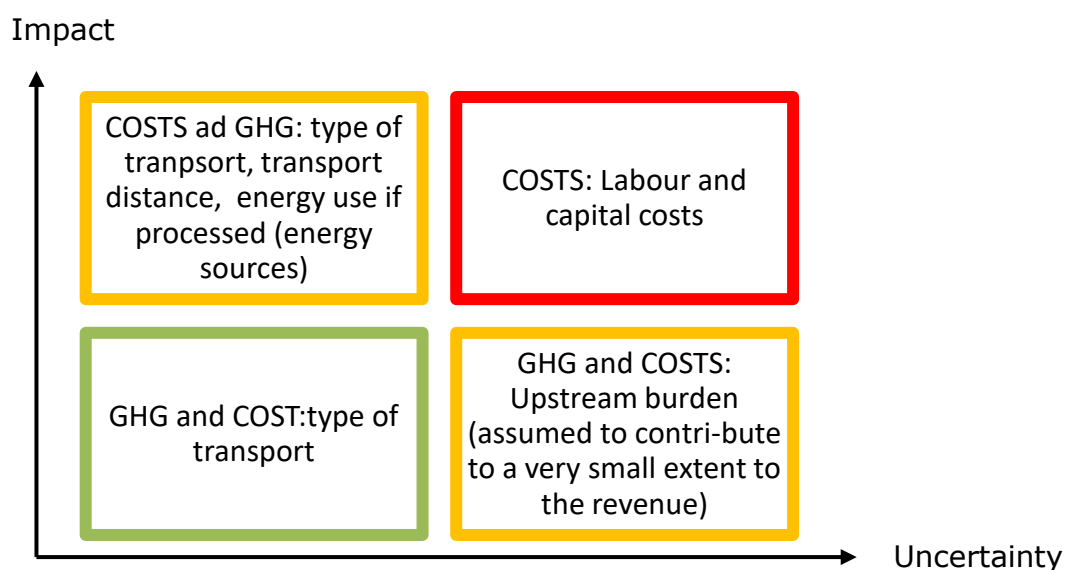 Impact
COSTS ad GHG: type of
tranpsort, transport
distance,  energy use if
processed (energy
sources)
COSTS: Labour and
capital costs
GHG and COST:type of
transport
GHG and COSTS:
Upstream burden
(assumed to contri-bute
to a very small extent to
the revenue)
Uncertainty